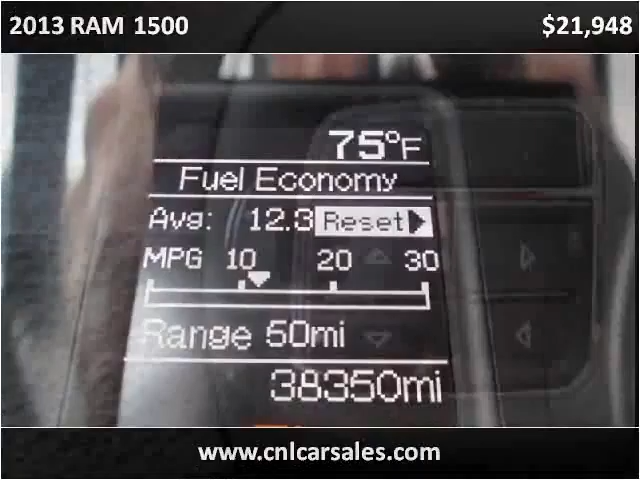 2013 RAM 1500 $21,948
75°F
Fuel Economy
Avg: 12.3 Reset
MPG 10 20 30
Range 50mi
38350mi
www.cnlcarsales.com